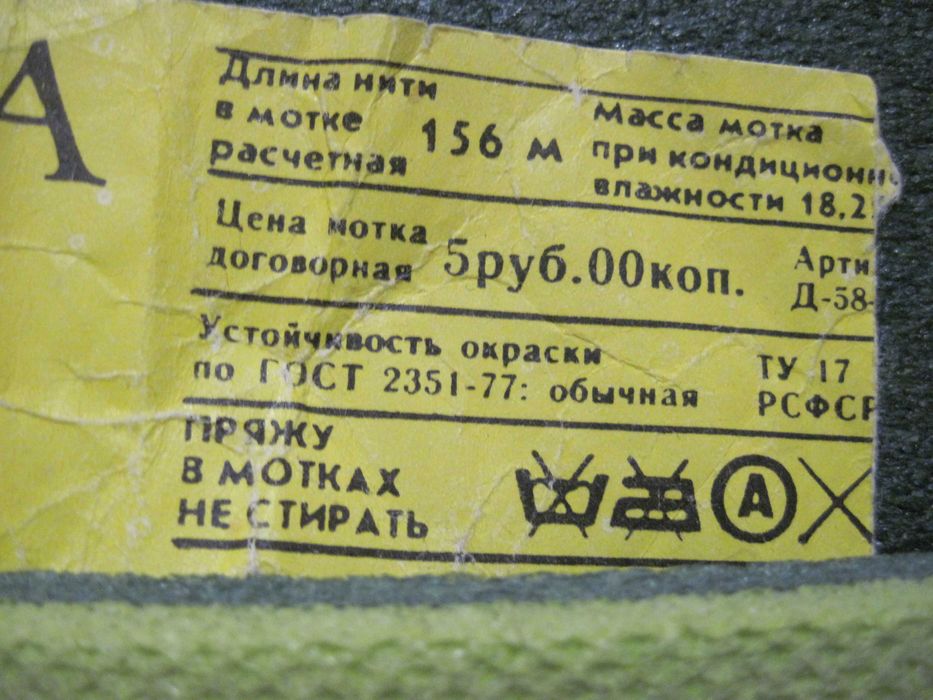 А
Длина нити
в мотке
расчетная
156 м
Масса мотка
при кондиционн
влажности 18,2
Цена мотка
договорная
5руб.00коп.
Арти
Д-58-
Устойчивость окраски
по ГОСТ 2351-77: обычная
ТУ 17
РСФСР
ПРЯЖУ
В МОТКАХ
НЕ СТИРАТЬ
А